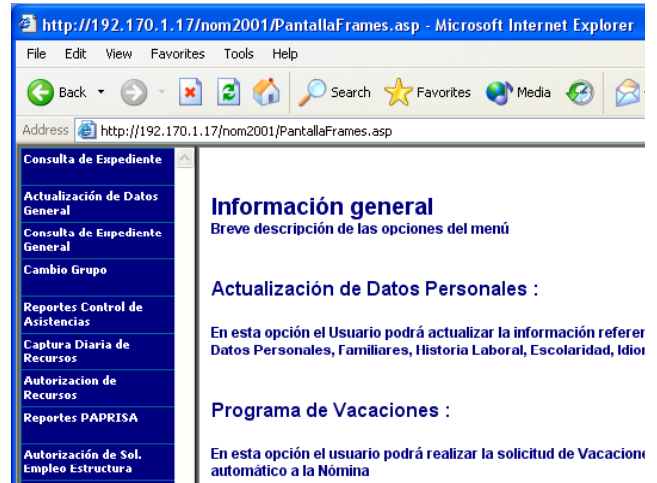 http://192.170.1.17/nom2001/PantallaFrames.asp - Microsoft Internet Explorer
File Edit View Favorites Tools Help
Back Search Favorites Media
Address http://192.170.1.17/nom2001/PantallaFrames.asp
Consulta de Expediente
Actualización de Datos
General
Consulta de Expediente
General
Cambio Grupo
Reportes Control de
Asistencias
Captura Diaria de
Recursos
Autorizacion de
Recursos
Reportes PAPRISA
Autorización de Sol.
Empleo Estructura
Información general
Breve descripción de las opciones del menú
Actualización de Datos Personales :
En esta opción el Usuario podrá actualizar la información
Datos Personales, Familiares, Historia Laboral, Escolaridad,
Programa de Vacaciones :
En esta opción el usuario podrá realizar la solicitud de
automático a la Nómina